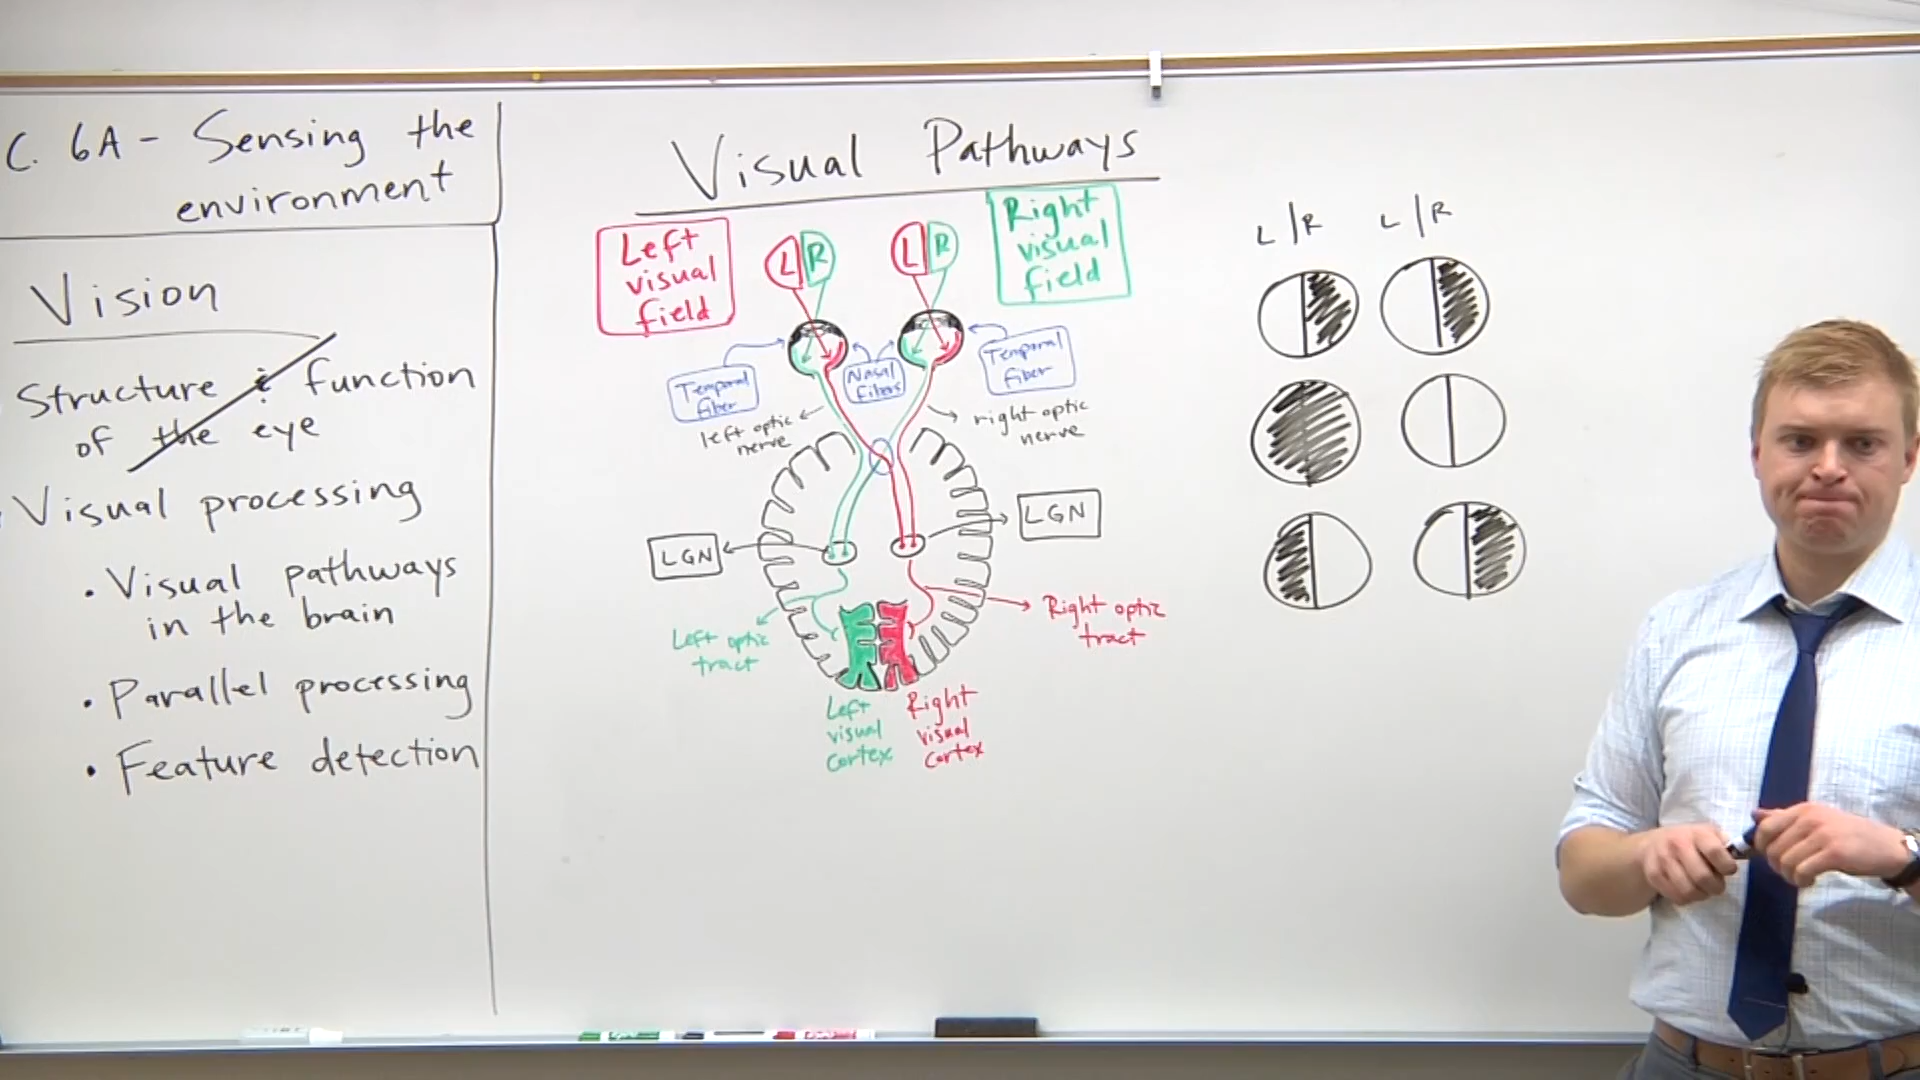 C. 6A - Sensing the
environment
Vision
Structure & function
of the eye
Visual processing
• Visual pathways
in the brain
• Parallel processing
• Feature detection
Visual Pathways
Left
visual
field
L R
L R
Right
visual
field
Temporal
fiber
Nasal
fibers
Temporal
fiber
left optic
nerve
right optic
nerve
LGN
LGN
Left optic
tract
Right optic
tract
Left
visual
cortex
Right
visual
cortex
L/R L/R